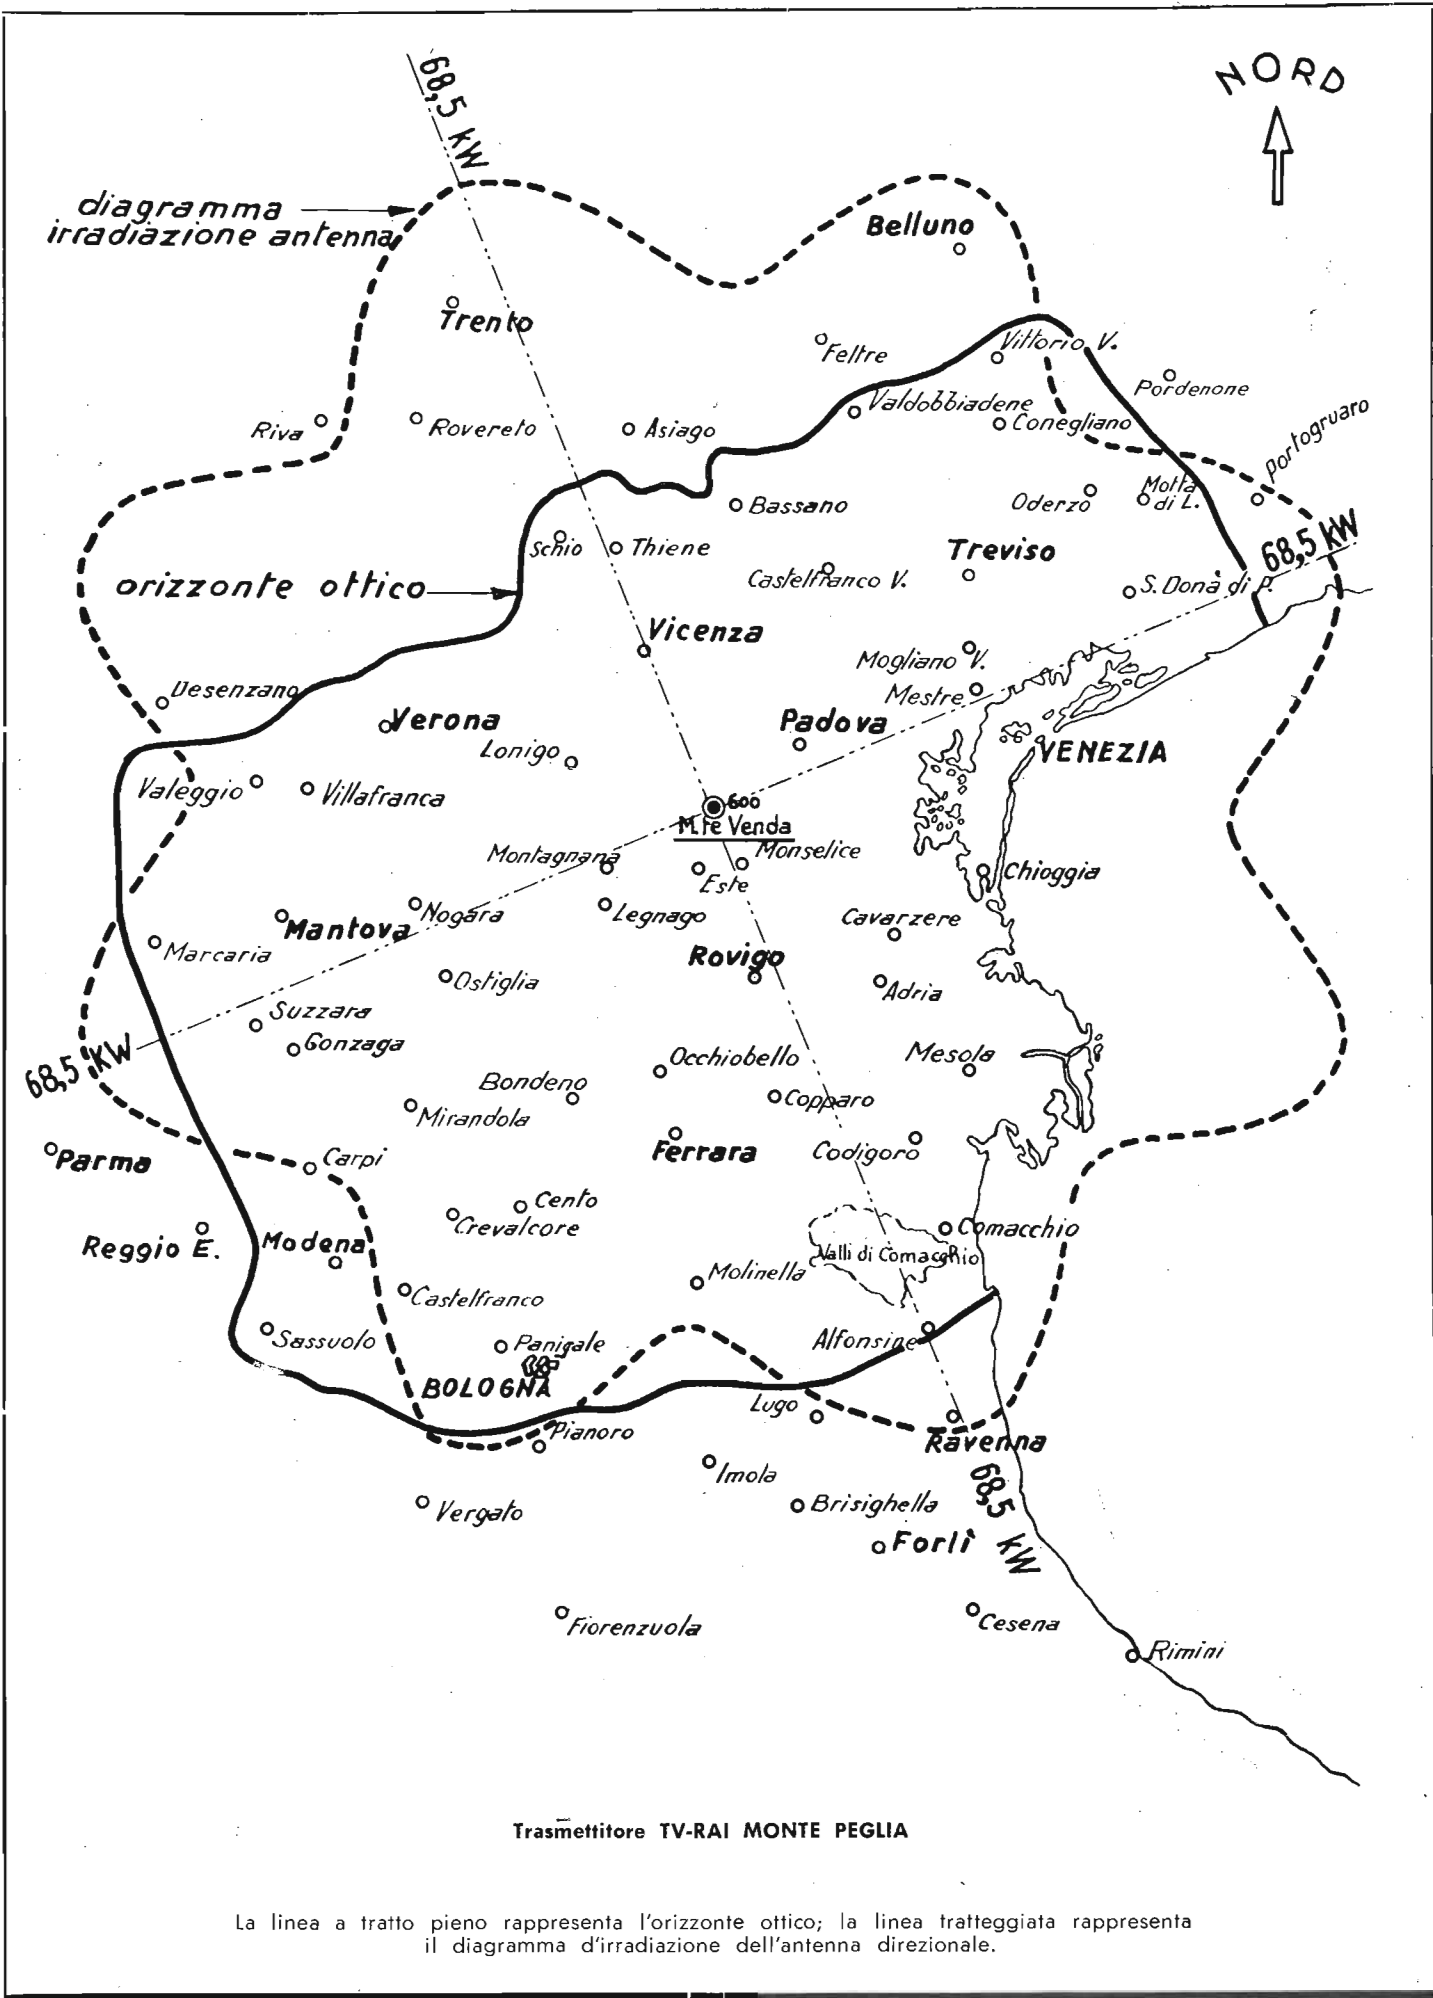 NORD
68,5 kW
diagramma
irradiazione antenna
Belluno
Trento
Feltre
Vittorio V.
Pordenone
Valdobbiadene
Conegliano
Riva
Rovereto
Asiago
portogruaro
Bassano
Oderzo
Motta
di L.
68,5 kW
Schio
Thiene
Treviso
Castelfranco V.
orizzonte ottico
S. Donà di P.
Vicenza
Mogliano V.
Mestre
Desenzano
Verona
Padova
Lonigo
VENEZIA
Valeggio
Villafranca
600
M.te Venda
Montagnana
Monselice
Este
Chioggia
Mantova
Nogara
Legnago
Cavarzere
Marcaria
Rovigo
Ostiglia
Adria
Suzzara
Gonzaga
68,5 KW
Occhiobello
Mesola
Bondeno
Mirandola
Copparo
Parma
Carpi
Ferrara
Codigoro
Cento
Crevalcore
Reggio E.
Modena
Comacchio
Valli di Comacchio
Molinella
Castelfranco
Sassuolo
Panigale
Alfonsine
BOLOGNA
Lugo
Pianoro
Ravenna
Imola
68,5 kW
Vergato
Brisighella
Forlì
Fiorenzuola
Cesena
Rimini
Trasmettitore TV-RAI MONTE PEGLIA
La linea a tratto pieno rappresenta l'orizzonte ottico; la linea tratteggiata rappresenta
il diagramma d'irradiazione dell'antenna direzionale.